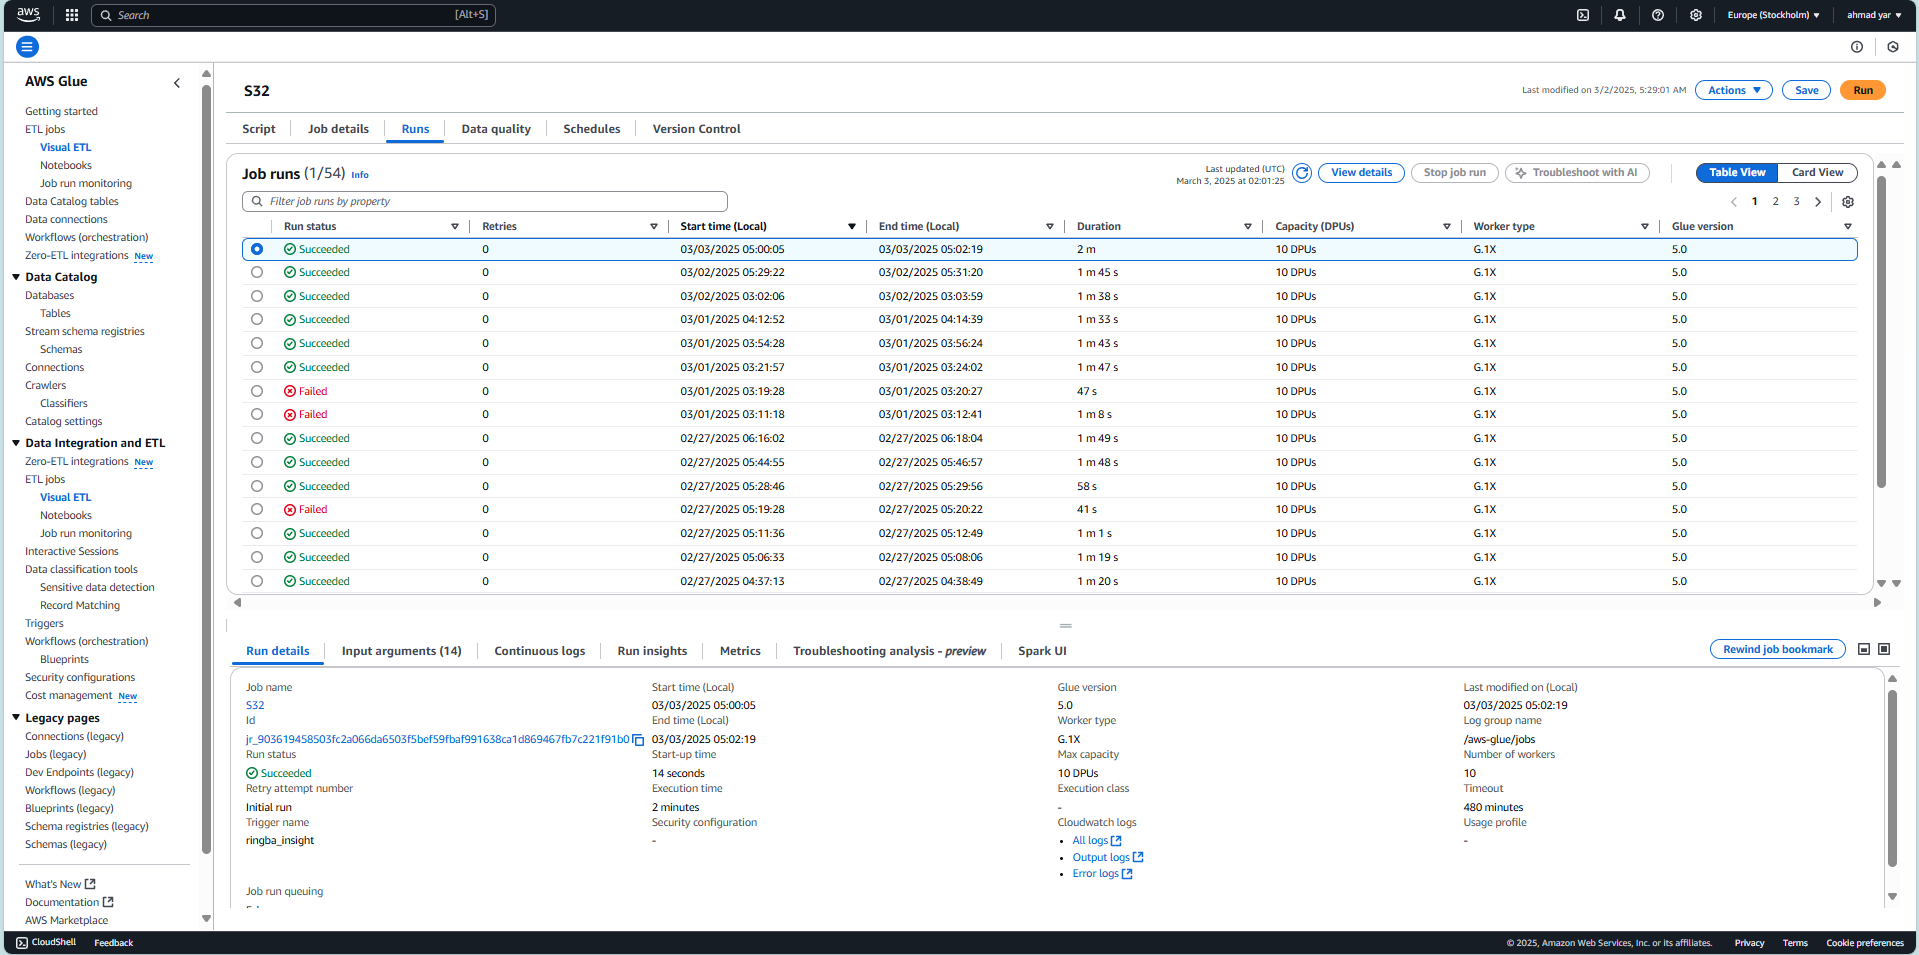 aws
Search [Alt+S]
Europe (Stockholm)
ahmad yar
AWS Glue
Getting started
ETL jobs
Visual ETL
Notebooks
Job run monitoring
Data Catalog tables
Data connections
Workflows (orchestration)
Zero-ETL integrations New
Data Catalog
Databases
Tables
Stream schema registries
Schemas
Connections
Crawlers
Classifiers
Catalog settings
Data Integration and ETL
Zero-ETL integrations New
ETL jobs
Visual ETL
Notebooks
Job run monitoring
Interactive Sessions
Data classification tools
Sensitive data detection
Record Matching
Triggers
Workflows (orchestration)
Blueprints
Security configurations
Cost management New
Legacy pages
Connections (legacy)
Jobs (legacy)
Dev Endpoints (legacy)
Workflows (legacy)
Blueprints (legacy)
Schema registries (legacy)
Schemas (legacy)
What's New
Documentation
AWS Marketplace
S32
Last modified on 3/2/2025, 5:29:01 AM
Actions
Save
Run
Script
Job details
Runs
Data quality
Schedules
Version Control
Job runs (1/54) Info
Last updated (UTC)
March 3, 2025 at 02:01:25
View details
Stop job run
Troubleshoot with AI
Table View
Card View
Filter job runs by property
1 2 3
Run status Retries Start time (Local) End time (Local) Duration Capacity (DPUs) Worker type Glue version
Succeeded 0 03/03/2025 05:00:05 03/03/2025 05:02:19 2 m 10 DPUs G.1X 5.0
Succeeded 0 03/02/2025 05:29:22 03/02/2025 05:31:20 1 m 45 s 10 DPUs G.1X 5.0
Succeeded 0 03/02/2025 03:02:06 03/02/2025 03:03:59 1 m 38 s 10 DPUs G.1X 5.0
Succeeded 0 03/01/2025 04:12:52 03/01/2025 04:14:39 1 m 33 s 10 DPUs G.1X 5.0
Succeeded 0 03/01/2025 03:54:28 03/01/2025 03:56:24 1 m 43 s 10 DPUs G.1X 5.0
Succeeded 0 03/01/2025 03:21:57 03/01/2025 03:24:02 1 m 47 s 10 DPUs G.1X 5.0
Failed 0 03/01/2025 03:19:28 03/01/2025 03:20:27 47 s 10 DPUs G.1X 5.0
Failed 0 03/01/2025 03:11:18 03/01/2025 03:12:41 1 m 8 s 10 DPUs G.1X 5.0
Succeeded 0 02/27/2025 06:16:02 02/27/2025 06:18:04 1 m 49 s 10 DPUs G.1X 5.0
Succeeded 0 02/27/2025 05:44:55 02/27/2025 05:46:57 1 m 48 s 10 DPUs G.1X 5.0
Succeeded 0 02/27/2025 05:28:46 02/27/2025 05:29:56 58 s 10 DPUs G.1X 5.0
Failed 0 02/27/2025 05:19:28 02/27/2025 05:20:22 41 s 10 DPUs G.1X 5.0
Succeeded 0 02/27/2025 05:11:36 02/27/2025 05:12:49 1 m 1 s 10 DPUs G.1X 5.0
Succeeded 0 02/27/2025 05:06:33 02/27/2025 05:08:06 1 m 19 s 10 DPUs G.1X 5.0
Succeeded 0 02/27/2025 04:37:13 02/27/2025 04:38:49 1 m 20 s 10 DPUs G.1X 5.0
Run details
Input arguments (14)
Continuous logs
Run insights
Metrics
Troubleshooting analysis - preview
Spark UI
Rewind job bookmark
Job name
S32
Id
jr_903619458503fc2a066da6503f5bef59fbaf991638ca1d869467fb7c221f91b0
Run status
Succeeded
Retry attempt number
Initial run
Trigger name
ringba_insight
Job run queuing
Start time (Local)
03/03/2025 05:00:05
End time (Local)
03/03/2025 05:02:19
Start-up time
14 seconds
Execution time
2 minutes
Security configuration
-
Glue version
5.0
Worker type
G.1X
Max capacity
10 DPUs
Execution class
-
Cloudwatch logs
All logs
Output logs
Error logs
Last modified on (Local)
03/03/2025 05:02:19
Log group name
/aws-glue/jobs
Number of workers
10
Timeout
480 minutes
Usage profile
-
CloudShell
Feedback
© 2025, Amazon Web Services, Inc. or its affiliates.
Privacy
Terms
Cookie preferences